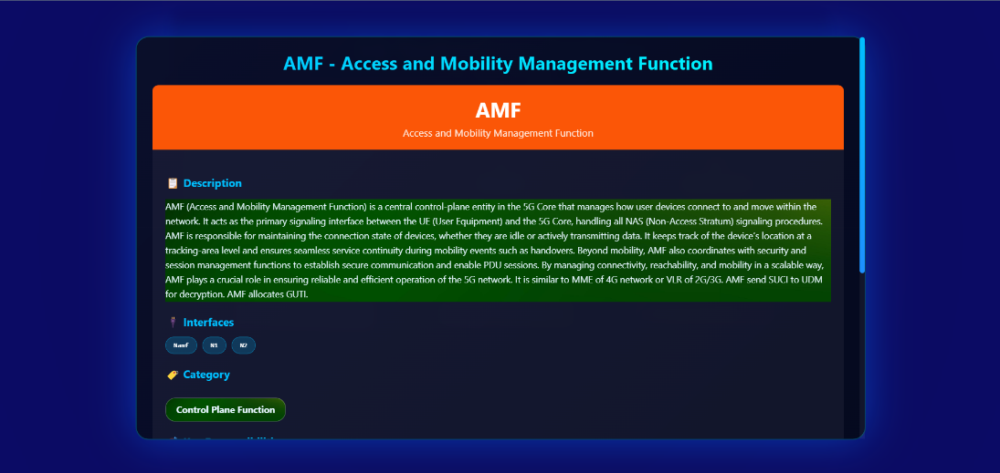 AMF - Access and Mobility Management Function
AMF
Access and Mobility Management Function
Description
AMF (Access and Mobility Management Function) is a central control-plane entity in the 5G Core that manages how user devices connect to and move within the
network. It acts as the primary signaling interface between the UE (User Equipment) and the 5G Core, handling all NAS (Non-Access Stratum) signaling procedures.
AMF is responsible for maintaining the connection state of devices, whether they are idle or actively transmitting data. It keeps track of the device's location at a
tracking-area level and ensures seamless service continuity during mobility events such as handovers. Beyond mobility, AMF also coordinates with security and
session management functions to establish secure communication and enable PDU sessions. By managing connectivity, reachability, and mobility in a scalable way,
AMF plays a crucial role in ensuring reliable and efficient operation of the 5G network. It is similar to MME of 4G network or VLR of 2G/3G. AMF send SUCI to UDM
for decryption. AMF allocates GUTI.
Interfaces
Namf N1 N2
Category
Control Plane Function